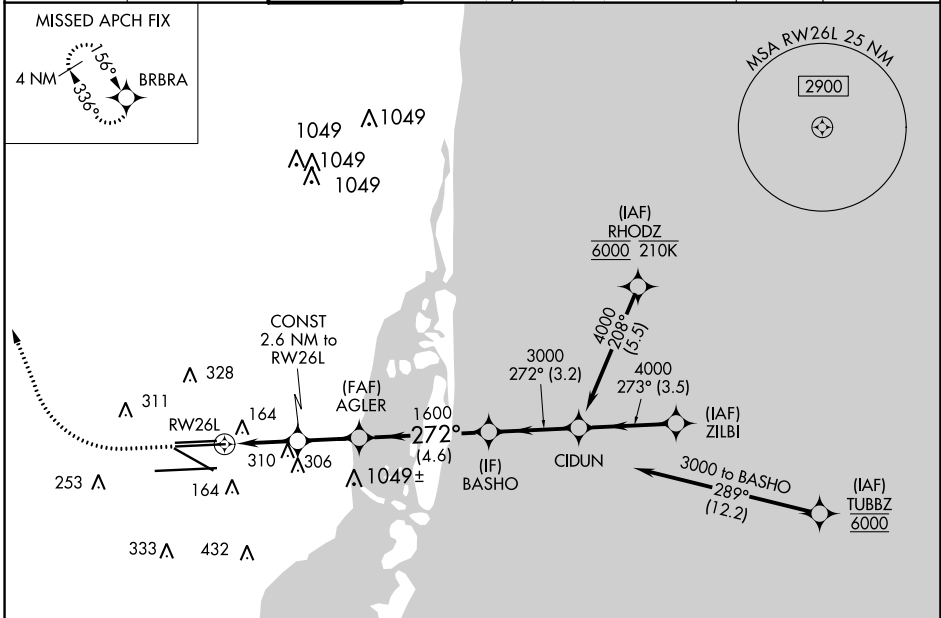 MISSED APCH FIX
4 NM
156°
336°
BRBRA
MSA RW26L 25 NM
2900
1049
1049
1049
1049
(IAF)
RHODZ
6000 210K
4000
208°
(5.5)
CONST
2.6 NM to
RW26L
3000
272° (3.2)
4000
273° (3.5)
(FAF)
AGLER
1600
272°
(4.6)
(IF)
BASHO
CIDUN
(IAF)
ZILBI
328
311
RW26L
164
310
306
1049±
253
164
3000 to BASHO
289°
(12.2)
(IAF)
TUBBZ
6000
333
432